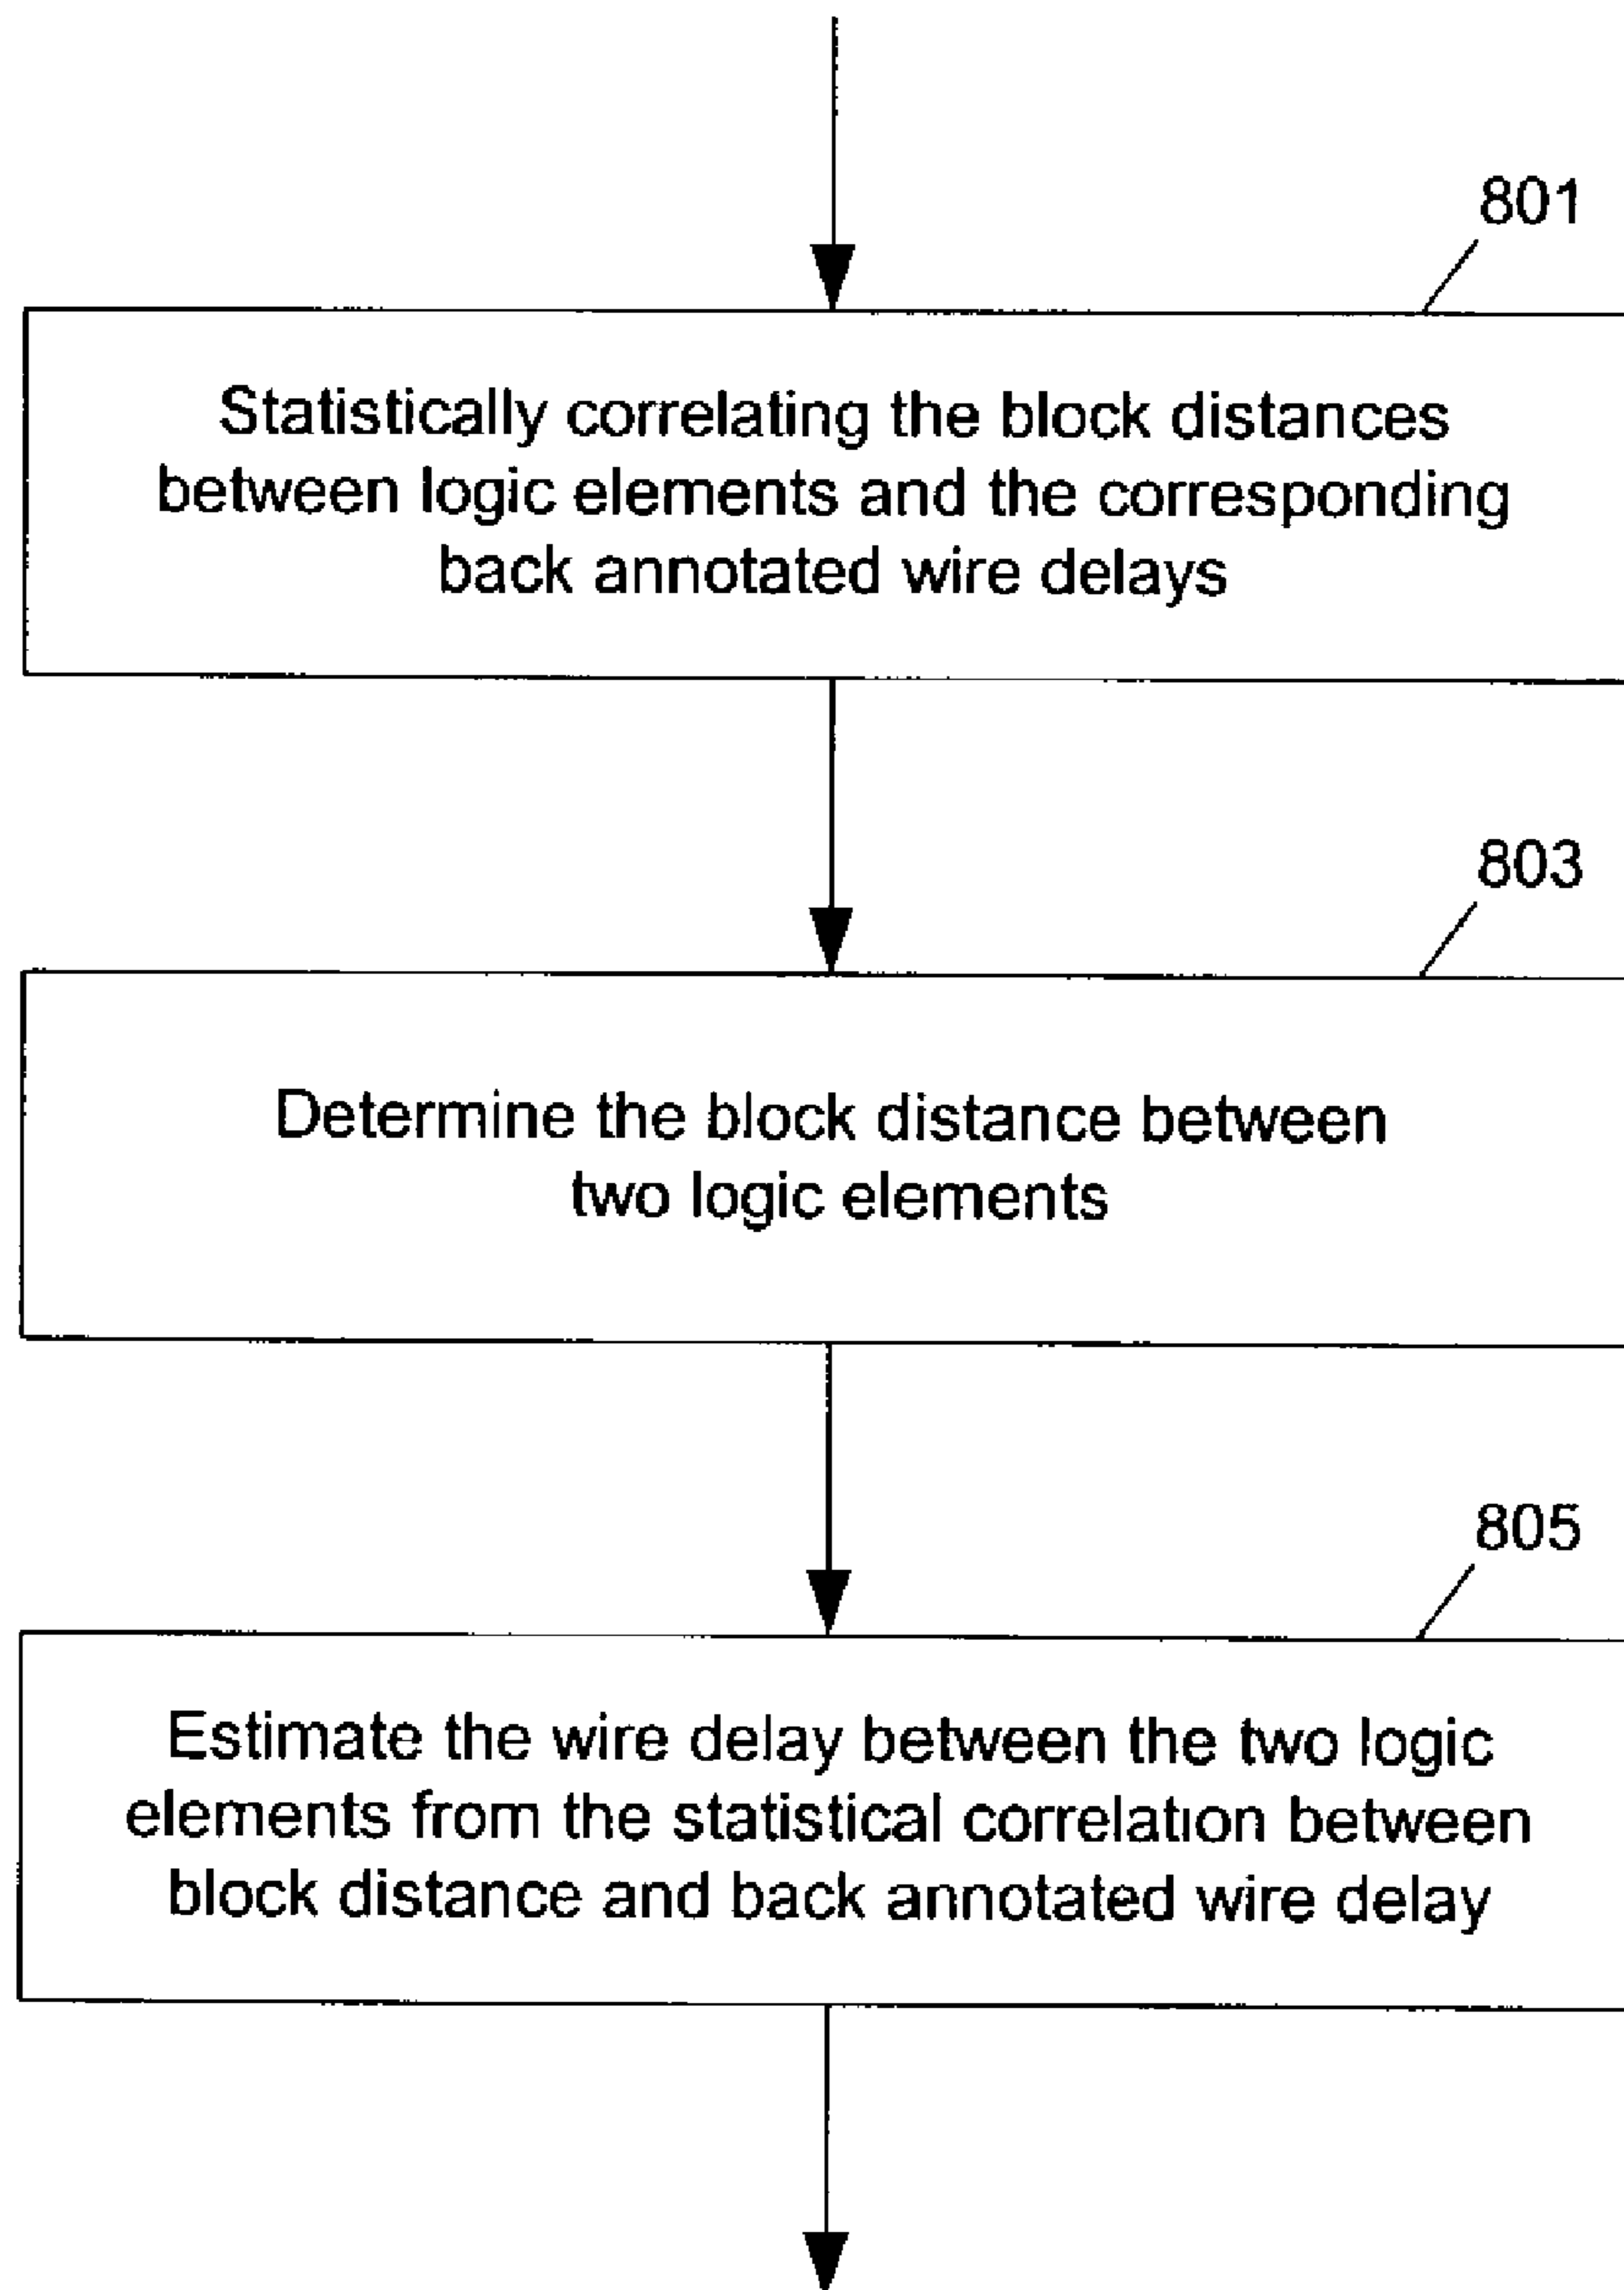 801
Statistically correlating the block distances
between logic elements and the corresponding
back annotated wire delays
803
Determine the block distance between
two logic elements
805
Estimate the wire delay between the two logic
elements from the statistical correlation between
block distance and back annotated wire delay